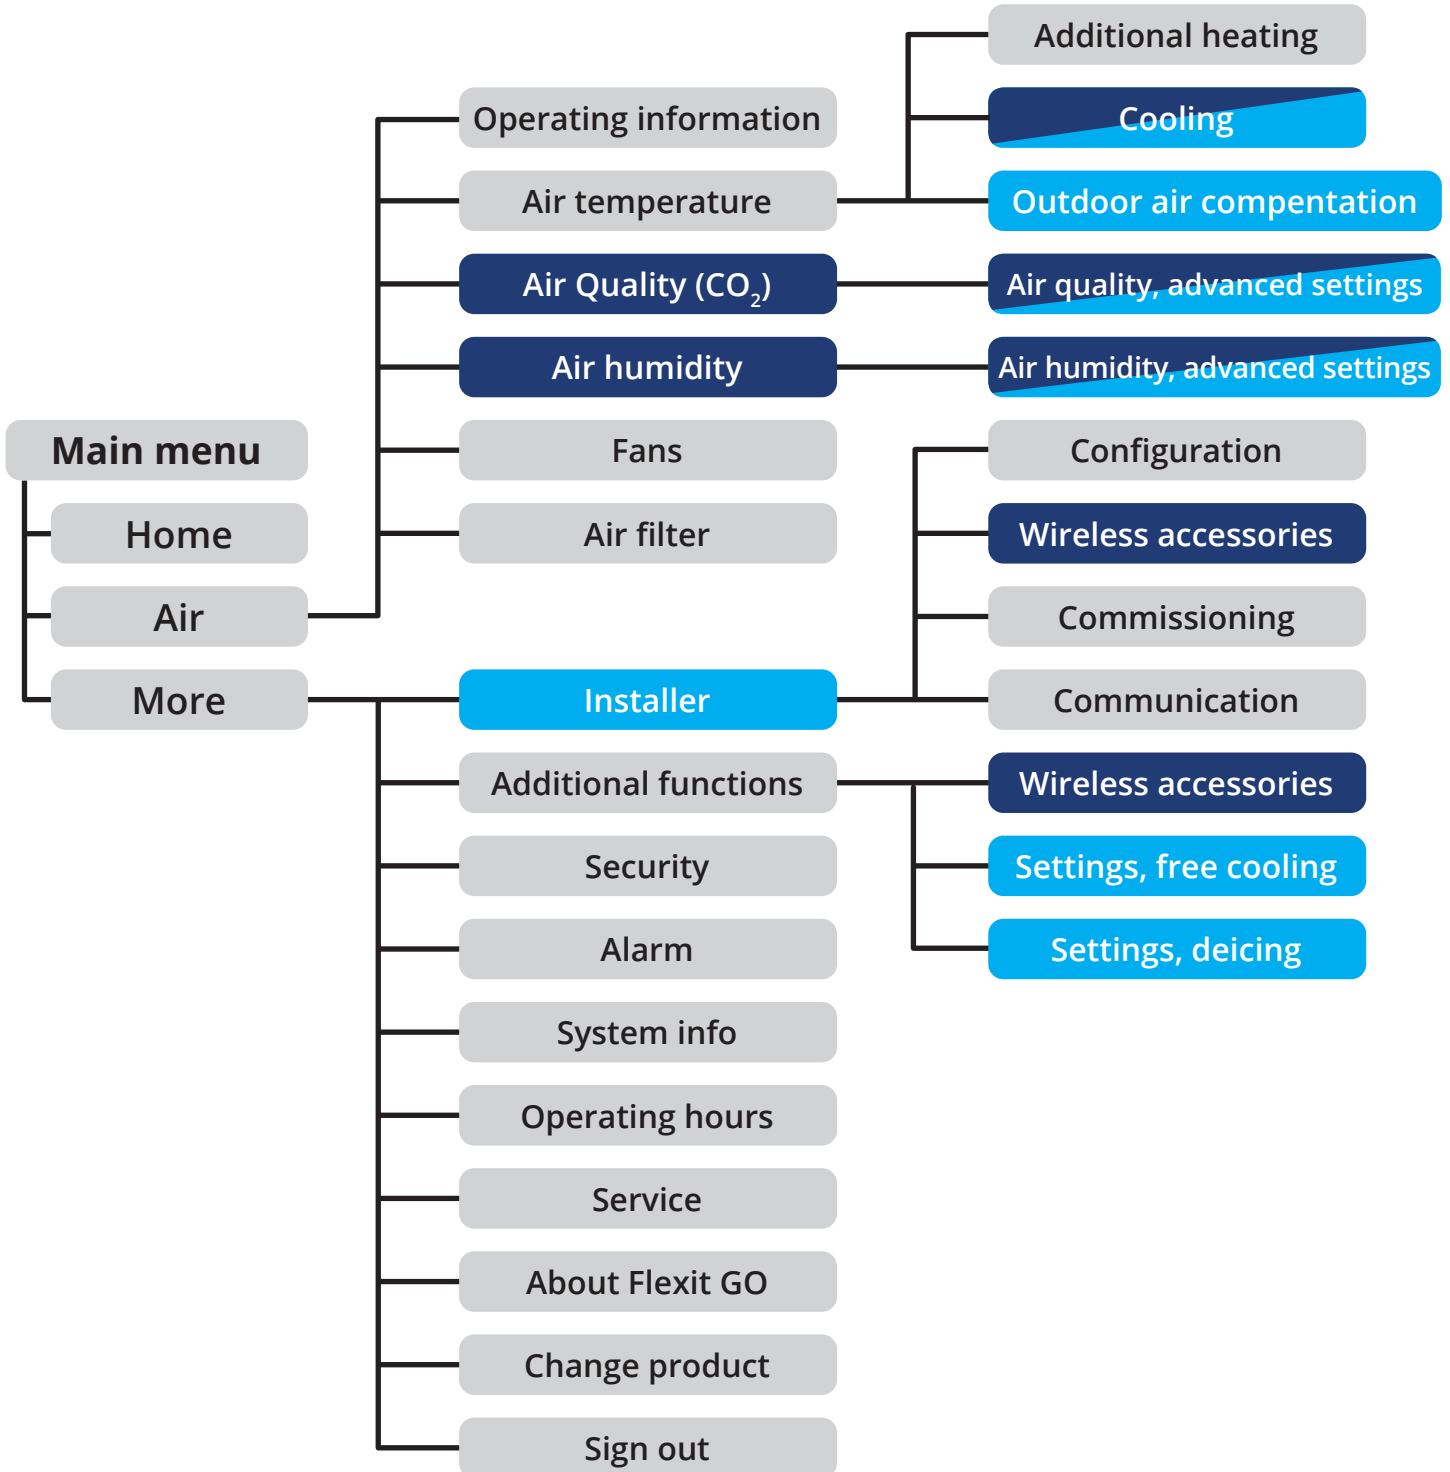 Main menu
Home
Air
More
Operating information
Air temperature
Air Quality (CO₂)
Air humidity
Fans
Air filter
Installer
Additional functions
Security
Alarm
System info
Operating hours
Service
About Flexit GO
Change product
Sign out
Additional heating
Cooling
Outdoor air compentation
Air quality, advanced settings
Air humidity, advanced settings
Configuration
Wireless accessories
Commissioning
Communication
Wireless accessories
Settings, free cooling
Settings, deicing